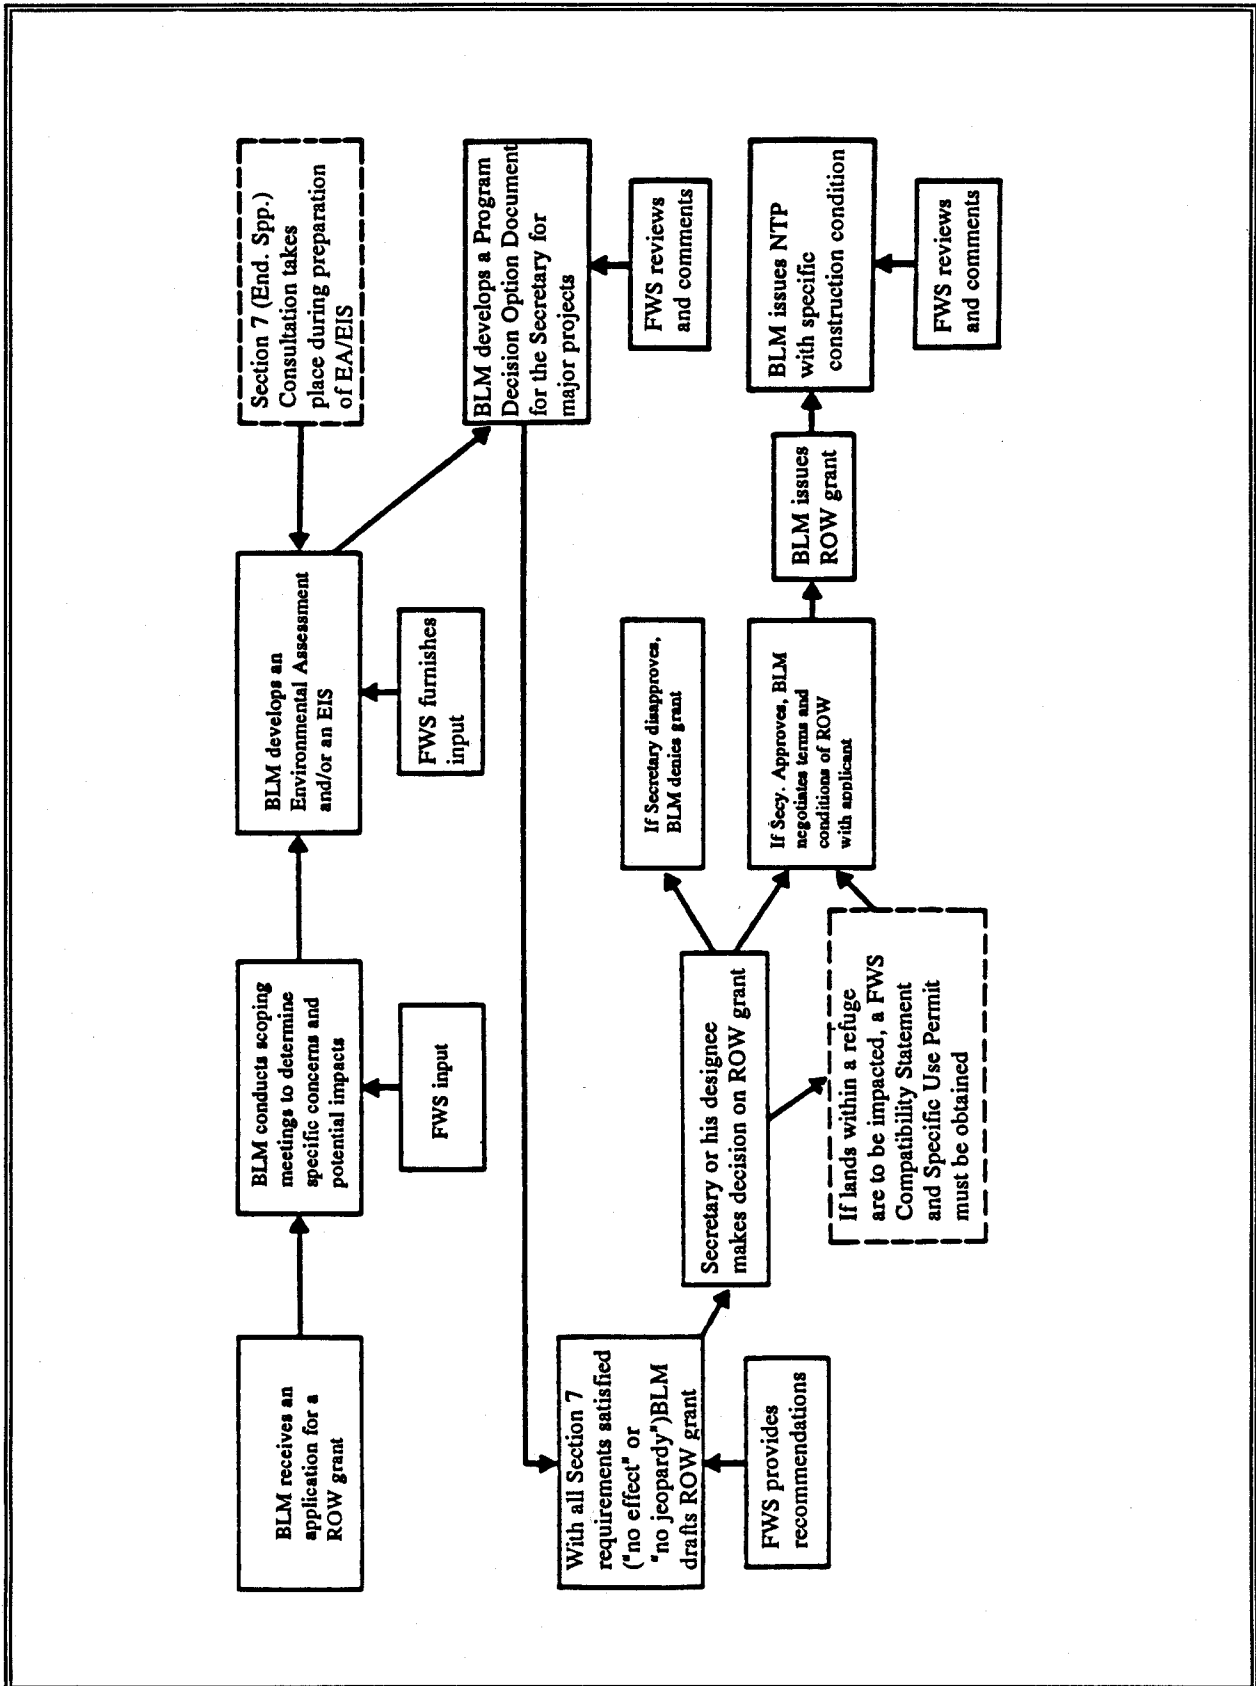 BLM receives an
application for a
ROW grant
BLM conducts scoping
meetings to determine
specific concerns and
potential impacts
FWS input
BLM develops an
Environmental Assessment
and/or an EIS
FWS furnishes
input
Section 7 (End. Spp.)
Consultation takes
place during preparation
of EA/EIS
BLM develops a Program
Decision Option Document
for the Secretary for
major projects
FWS reviews
and comments
With all Section 7
requirements satisfied
("no effect" or
"no jeopardy")BLM
drafts ROW grant
FWS provides
recommendations
Secretary or his designee
makes decision on ROW grant
If lands within a refuge
are to be impacted, a FWS
Compatibility Statement
and Specific Use Permit
must be obtained
If Secretary disapproves,
BLM denies grant
If Secy. Approves, BLM
negotiates terms and
conditions of ROW
with applicant
BLM issues
ROW grant
BLM issues NTP
with specific
construction condition
FWS reviews
and comments